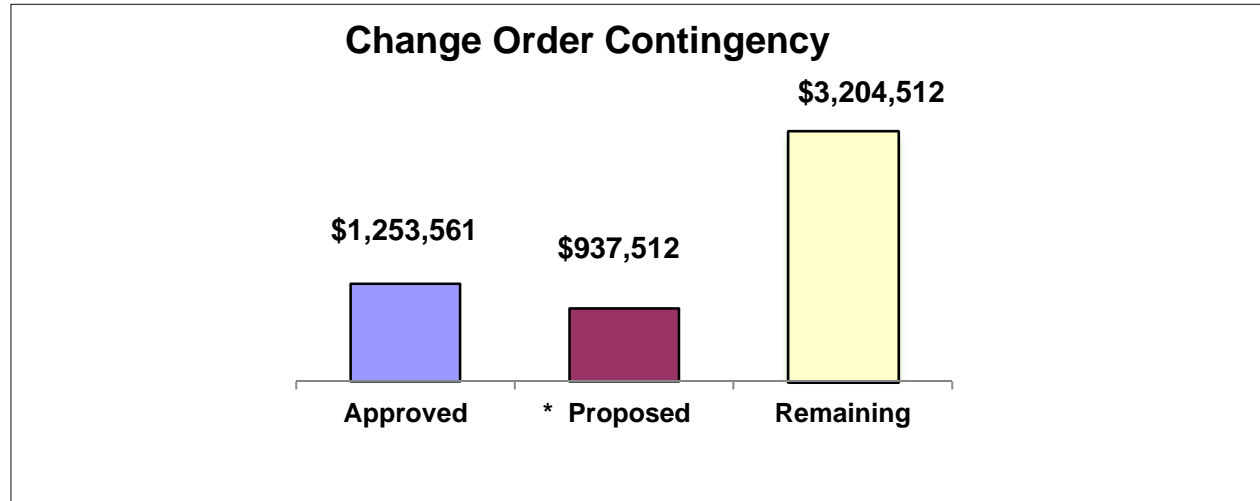 Change Order Contingency
$3,204,512
$1,253,561
$937,512
Approved
* Proposed
Remaining